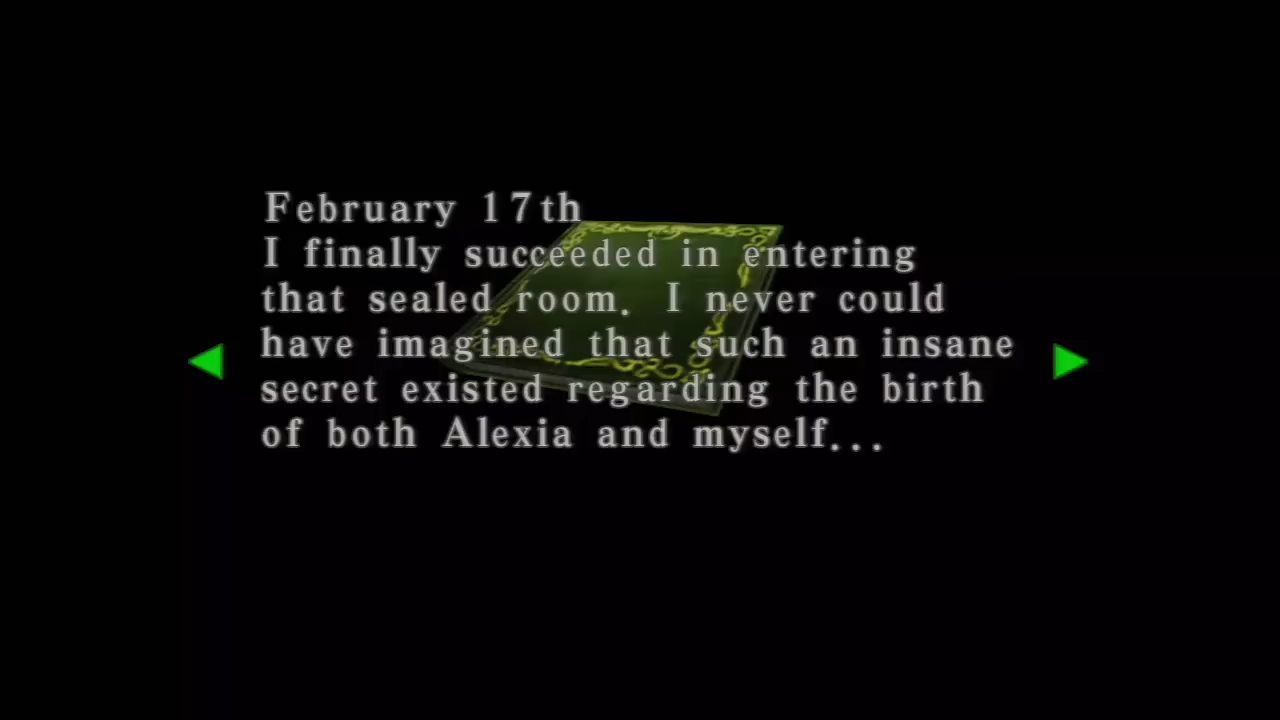 February 17th
I finally succeeded in entering
that sealed room. I never could
have imagined that such an insane
secret existed regarding the birth
of both Alexia and myself...